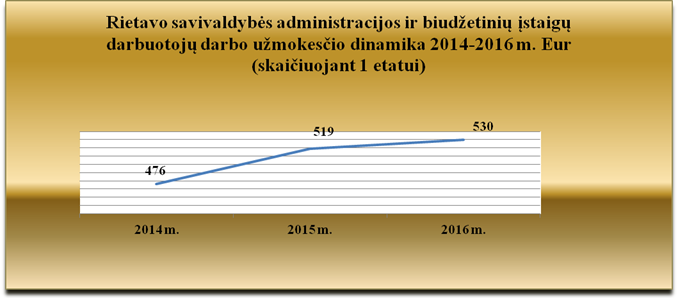 Rietavo savivaldybės administracijos ir biudžetinių įstaigų
darbuotojų darbo užmokesčio dinamika 2014-2016 m. Eur
(skaičiuojant 1 etatui)
476
519
530
2014 m.
2015 m.
2016 m.